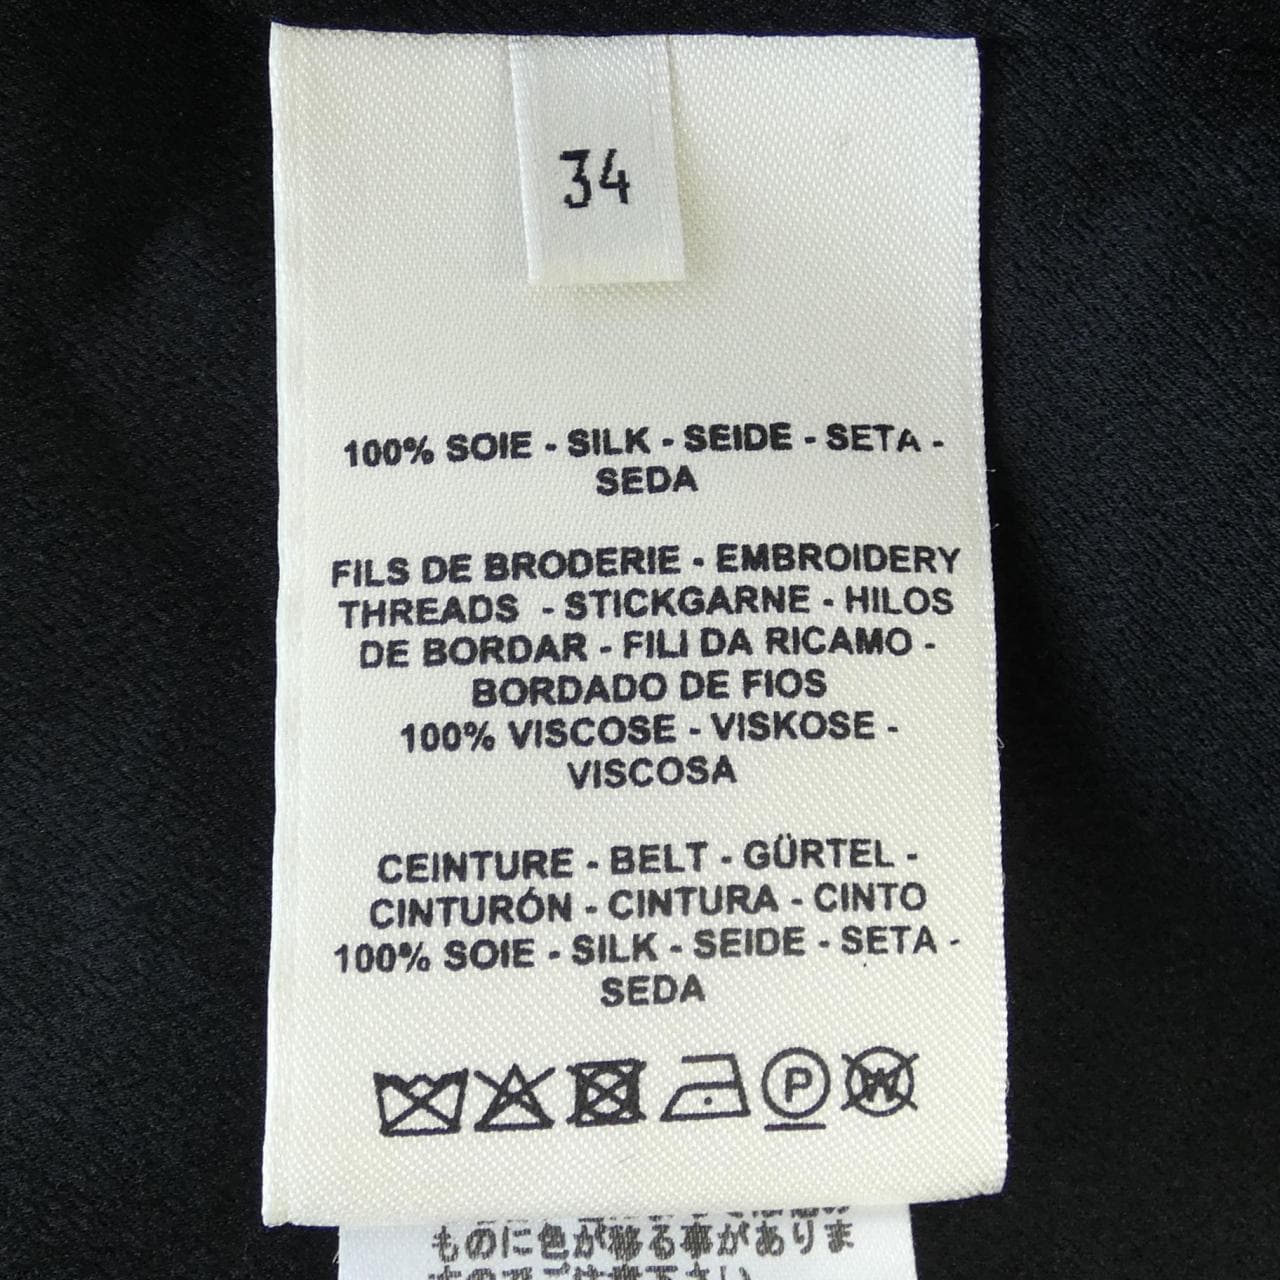 34
100% SOIE - SILK - SEIDE - SETA -
SEDA
FILS DE BRODERIE - EMBROIDERY
THREADS - STICKGARNE - HILOS
DE BORDAR - FILI DA RICAMO -
BORDADO DE FIOS
100% VISCOSE - VISKOSE -
VISCOSA
CEINTURE - BELT - GÜRTEL -
CINTURÓN - CINTURA - CINTO
100% SOIE - SILK - SEIDE - SETA -
SEDA
P
W
ものに色が移る事がありま